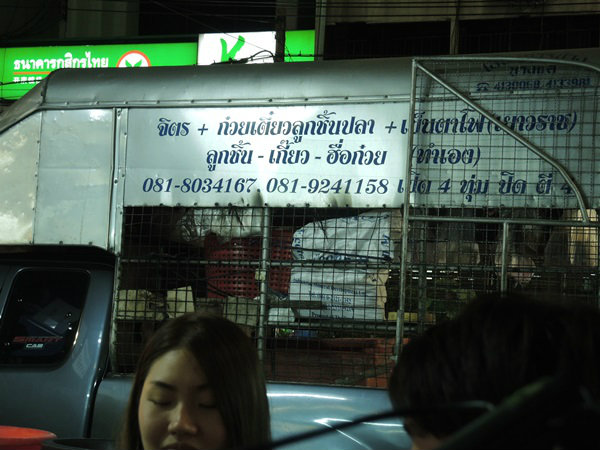 ธนาคารกสิกรไทย
จิตร + ก๋วยเตี๋ยวลูกชิ้นปลา + เย็นตาโฟ(เยาวราช)
ลูกชิ้น - เกี๊ยว - ฮื่อก๋วย (ทำเอง)
081-8034167, 081-9241158 เปิด 4 ทุ่ม ปิด ตี 4
CAB